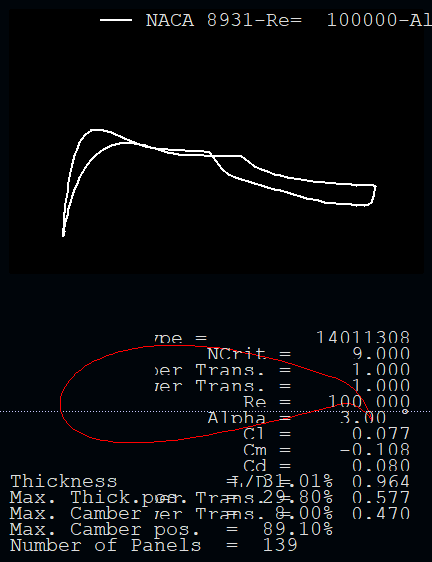 NACA 8931-Re= 100000-Al
ype = 14011308
NCrit = 9.000
per Trans. = 1.000
wer Trans. = 1.000
Re = 100 000
Alpha = 3.00 °
Cl = 0.077
Cm = -0.108
Cd = 0.080
Thickness = 31.01% L/D = 0.964
Max. Thick.pos. = 29.80% per Trans. = 0.577
Max. Camber = 8.00% wer Trans. = 0.470
Max. Camber pos. = 89.10%
Number of Panels = 139